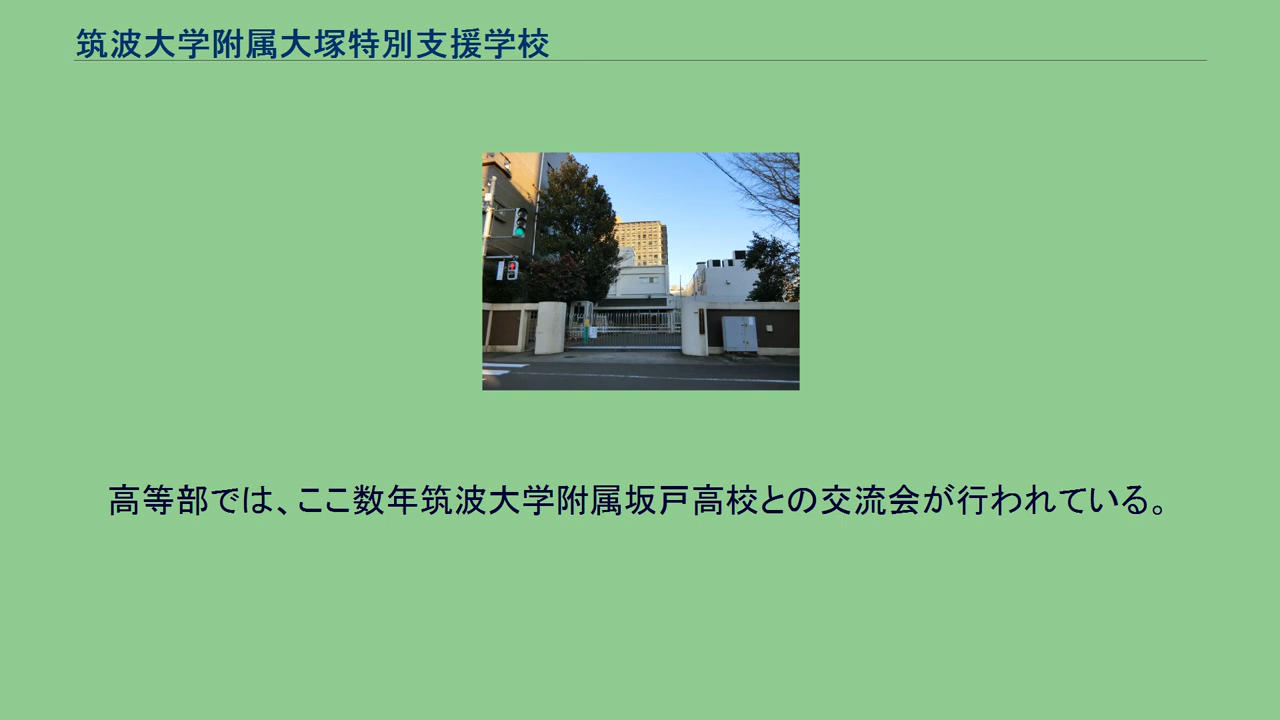 筑波大学附属大塚特別支援学校
高等部では、ここ数年筑波大学附属坂戸高校との交流会が行われている。